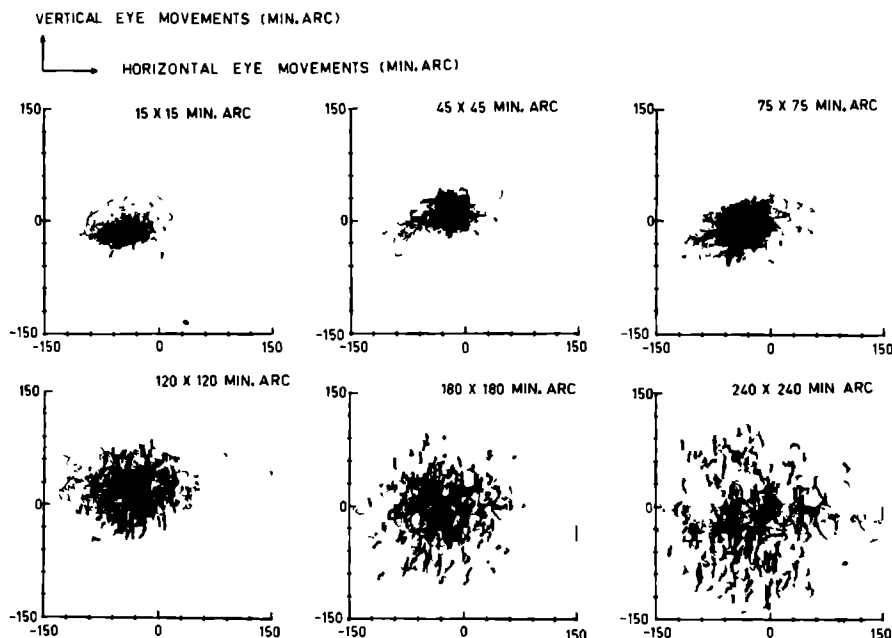 VERTICAL EYE MOVEMENTS (MIN.ARC)
HORIZONTAL EYE MOVEMENTS (MIN.ARC)
15 X 15 MIN. ARC
150
0
-150
-150 0 150
45 X 45 MIN. ARC
150
0
-150
-150 0 150
75 X 75 MIN. ARC
150
0
-150
-150 0 150
120 X 120 MIN. ARC
150
0
-150
-150 0 150
180 X 180 MIN. ARC
150
0
-150
-150 0 150
240 X 240 MIN ARC
150
0
-150
-150 0 150